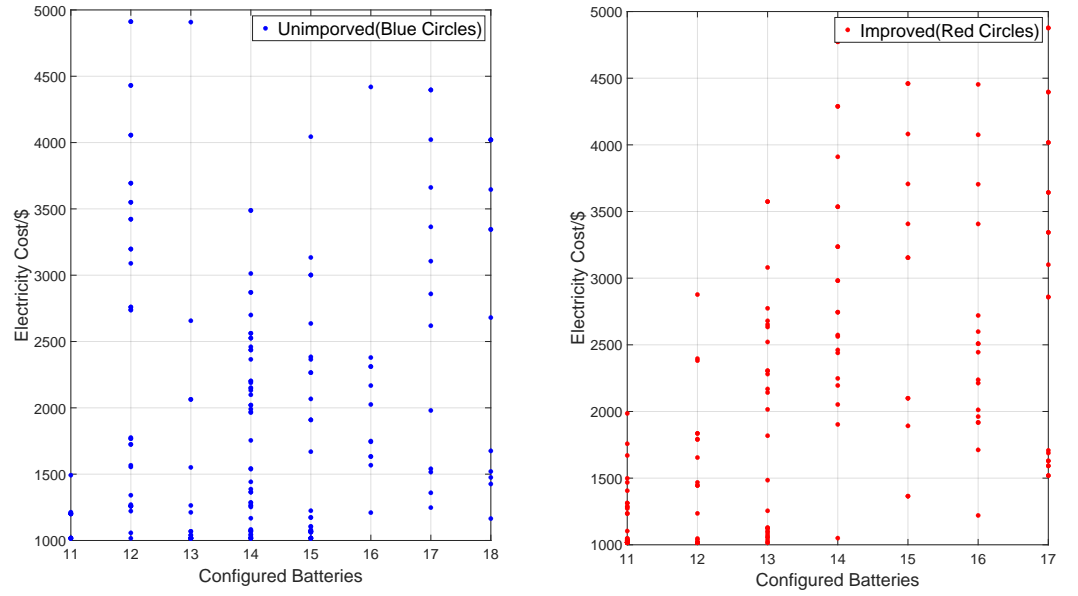 Unimporved(Blue Circles)
5000
4500
4000
3500
3000
2500
2000
1500
1000
Electricity Cost/$
11 12 13 14 15 16 17 18
Configured Batteries
Improved(Red Circles)
5000
4500
4000
3500
3000
2500
2000
1500
1000
Electricity Cost/$
11 12 13 14 15 16 17
Configured Batteries